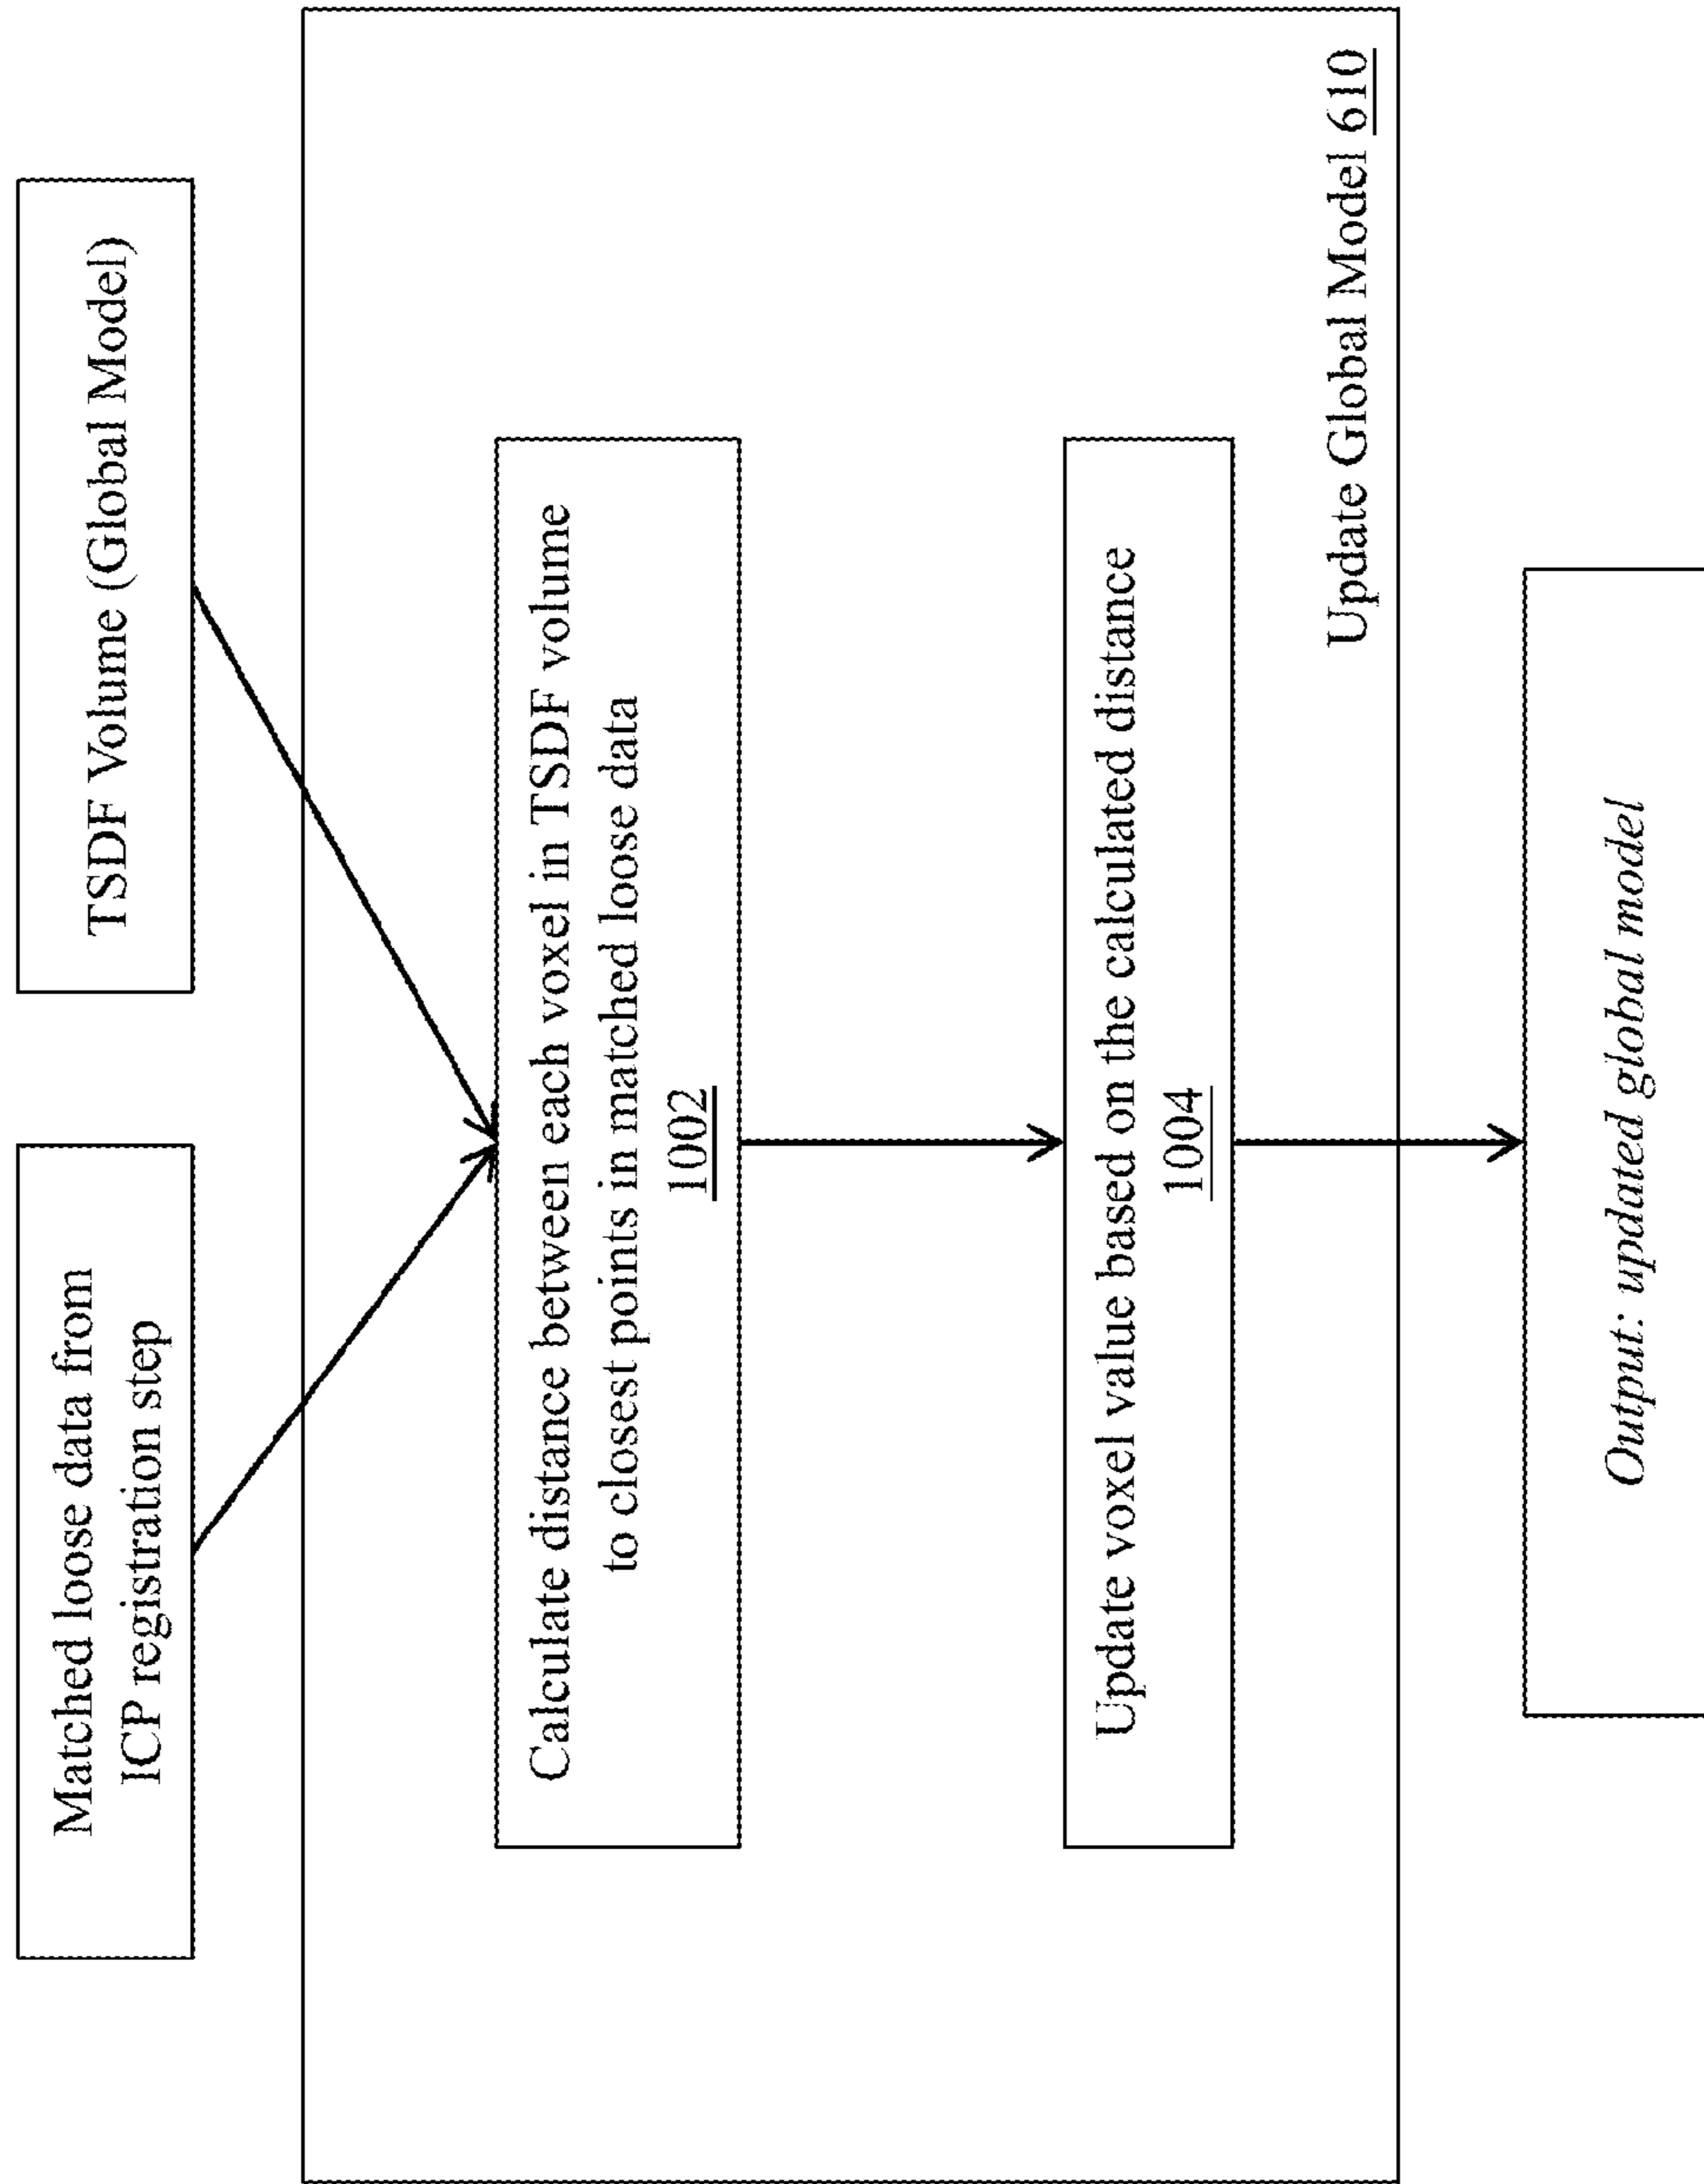 Matched loose data from
ICP registration step
TSDF Volume (Global Model)
Calculate distance between each voxel in TSDF volume
to closest points in matched loose data
1002
Update voxel value based on the calculated distance
1004
Update Global Model 610
Output: updated global model